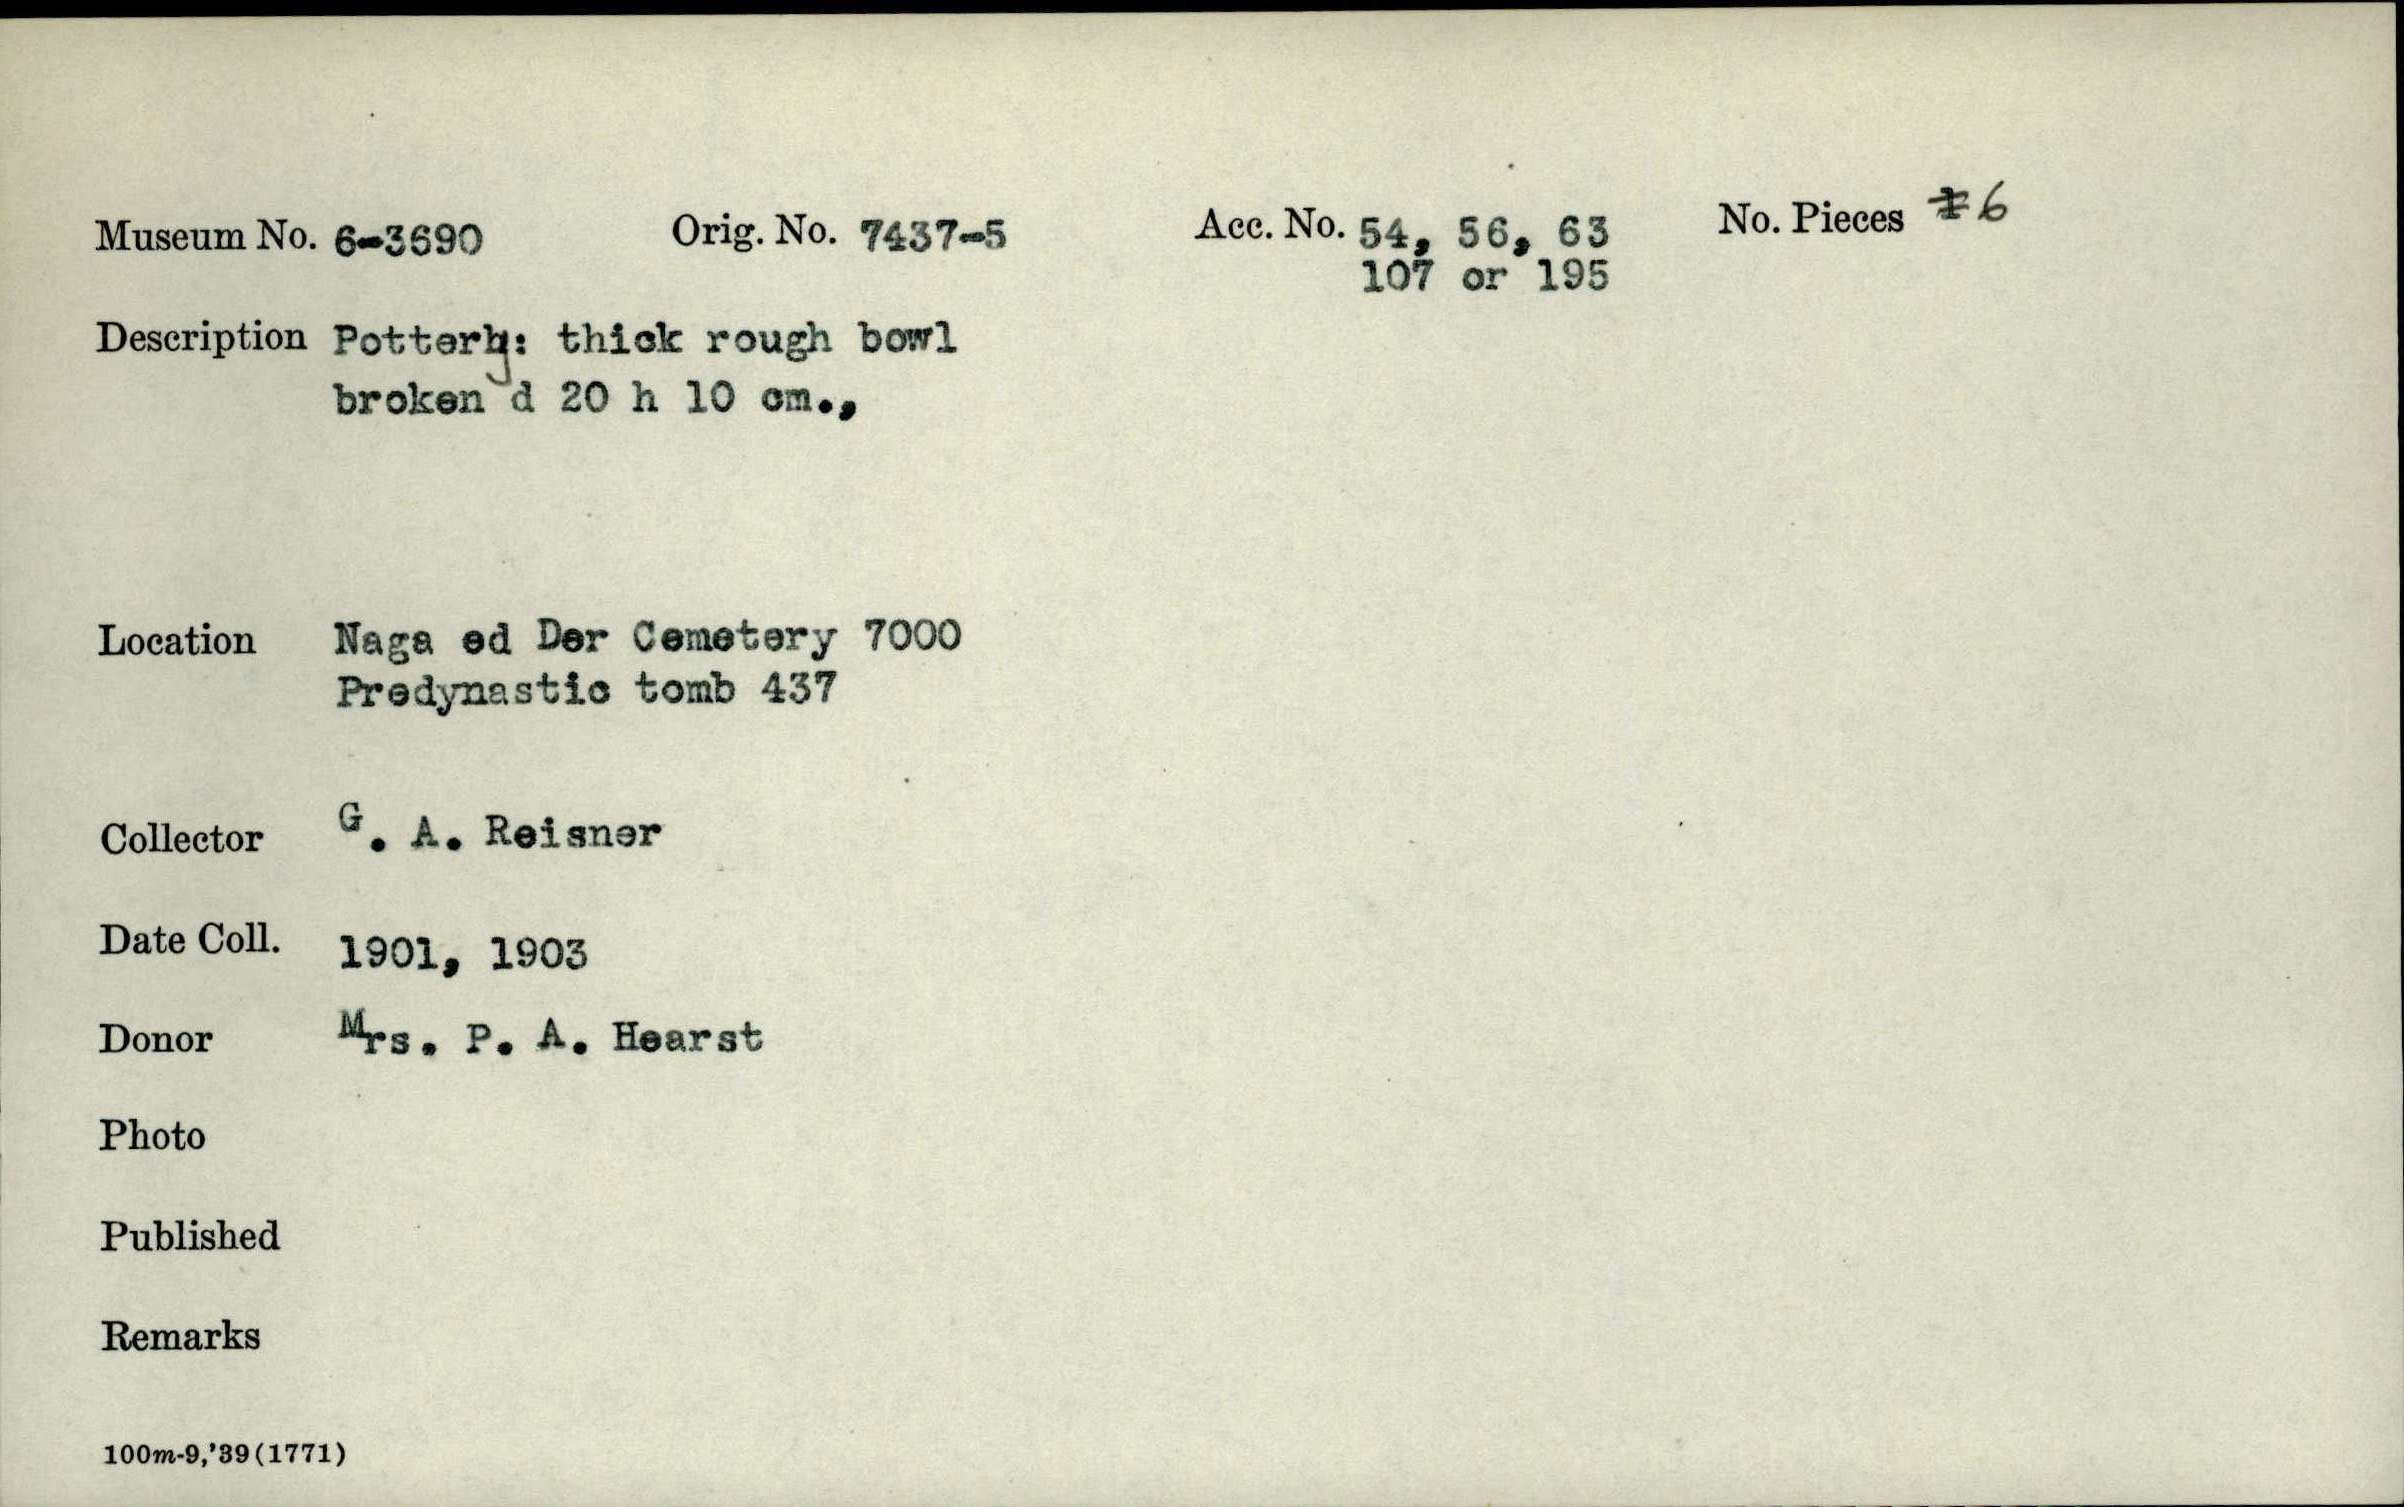 Museum No. 6-3690 Orig. No. 7437-5 Acc. No. 54, 56, 63 No. Pieces 6
107 or 195
Description Pottery: thick rough bowl
broken d 20 h 10 cm.,
Location Naga ed Der Cemetery 7000
Predynastic tomb 437
Collector G. A. Reisner
Date Coll. 1901, 1903
Donor Mrs. P. A. Hearst
Photo
Published
Remarks
100m-9,'39(1771)